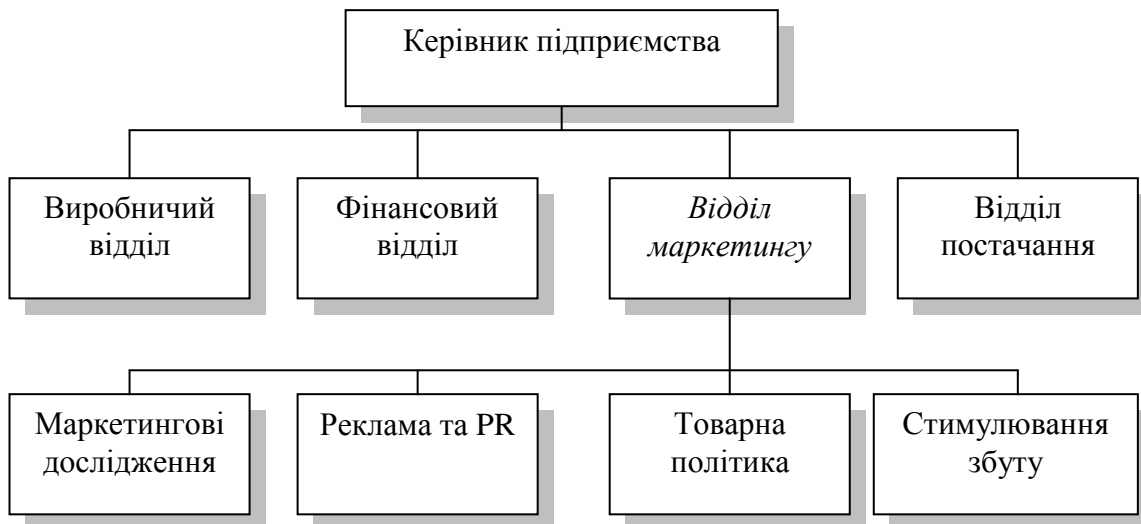 Керівник підприємства
Виробничий
відділ
Фінансовий
відділ
Відділ
маркетингу
Відділ
постачання
Маркетингові
дослідження
Реклама та PR
Товарна
політика
Стимулювання
збуту